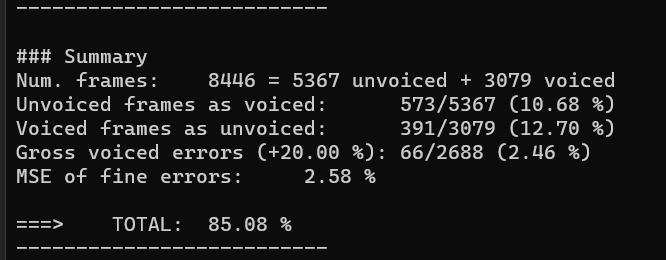 --------------------------
### Summary
Num. frames:    8446 = 5367 unvoiced + 3079 voiced
Unvoiced frames as voiced:      573/5367 (10.68 %)
Voiced frames as unvoiced:      391/3079 (12.70 %)
Gross voiced errors (+20.00 %): 66/2688 (2.46 %)
MSE of fine errors:     2.58 %
===>    TOTAL:  85.08 %
--------------------------